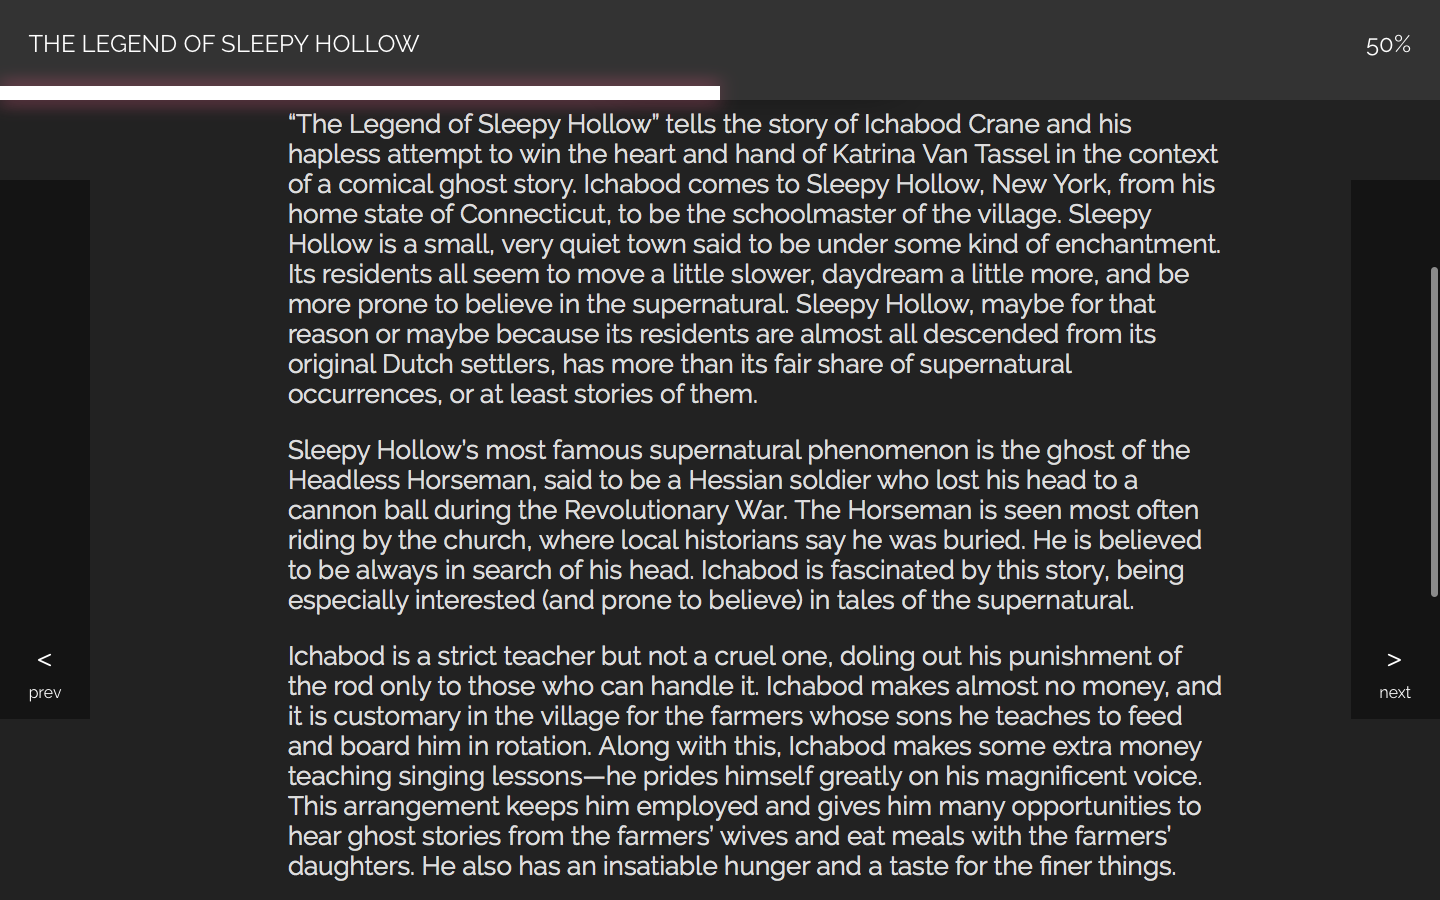 THE LEGEND OF SLEEPY HOLLOW
50%
“The Legend of Sleepy Hollow” tells the story of Ichabod Crane and his
hapless attempt to win the heart and hand of Katrina Van Tassel in the context
of a comical ghost story. Ichabod comes to Sleepy Hollow, New York, from his
home state of Connecticut, to be the schoolmaster of the village. Sleepy
Hollow is a small, very quiet town said to be under some kind of enchantment.
Its residents all seem to move a little slower, daydream a little more, and be
more prone to believe in the supernatural. Sleepy Hollow, maybe for that
reason or maybe because its residents are almost all descended from its
original Dutch settlers, has more than its fair share of supernatural
occurrences, or at least stories of them.
Sleepy Hollow’s most famous supernatural phenomenon is the ghost of the
Headless Horseman, said to be a Hessian soldier who lost his head to a
cannon ball during the Revolutionary War. The Horseman is seen most often
riding by the church, where local historians say he was buried. He is believed
to be always in search of his head. Ichabod is fascinated by this story, being
especially interested (and prone to believe) in tales of the supernatural.
Ichabod is a strict teacher but not a cruel one, doling out his punishment of
the rod only to those who can handle it. Ichabod makes almost no money, and
it is customary in the village for the farmers whose sons he teaches to feed
and board him in rotation. Along with this, Ichabod makes some extra money
teaching singing lessons—he prides himself greatly on his magnificent voice.
This arrangement keeps him employed and gives him many opportunities to
hear ghost stories from the farmers’ wives and eat meals with the farmers’
daughters. He also has an insatiable hunger and a taste for the finer things.
<
prev
>
next